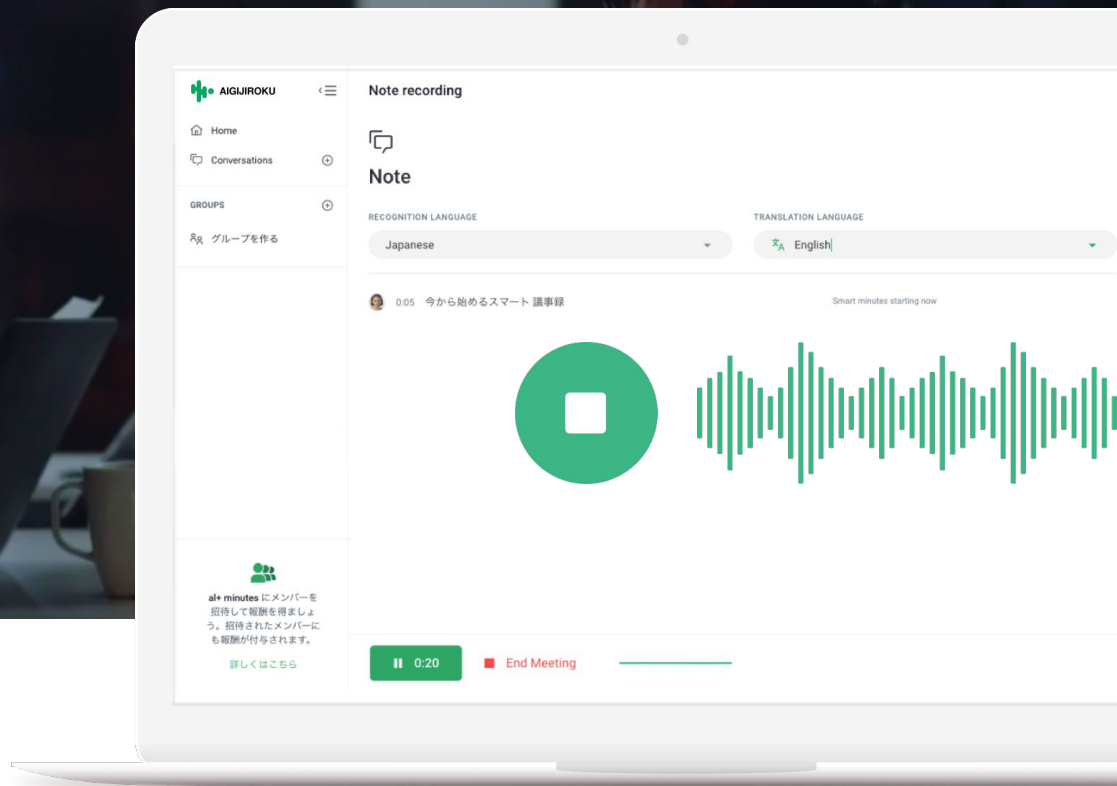 AIGIJIROKU
Home
Conversations
GROUPS
グループを作る
al+ minutes にメンバーを
招待して報酬を得ましょ
う。招待されたメンバーに
も報酬が付与されます。
詳しくはこちら
Note recording
Note
RECOGNITION LANGUAGE
Japanese
TRANSLATION LANGUAGE
English
0:05 今から始めるスマート 議事録
Smart minutes starting now
0:20
End Meeting